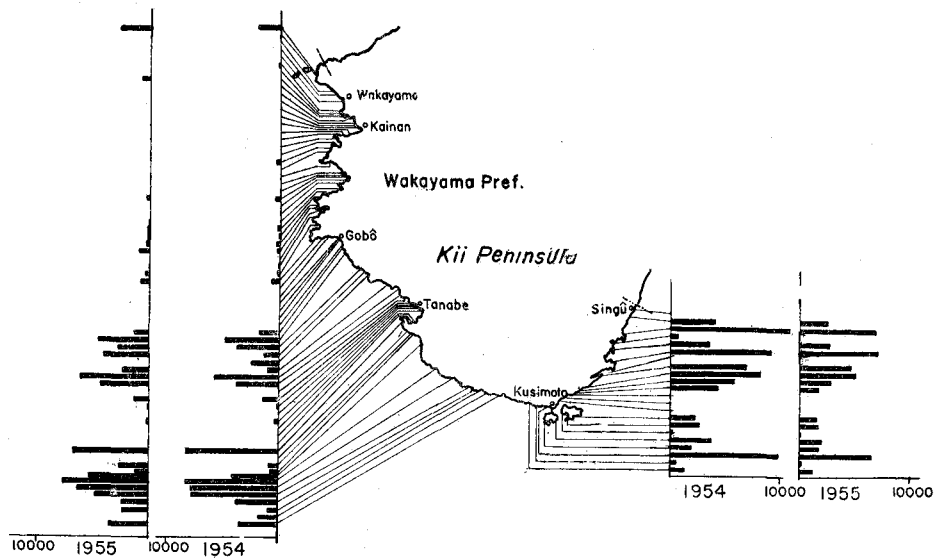 Wakayama
Kainan
Wakayama Pref.
Gobô
Kii Peninsula
Tanabe
Singû
Kusimoto
10000 1955 10000 1954
1954 10000 1955 10000